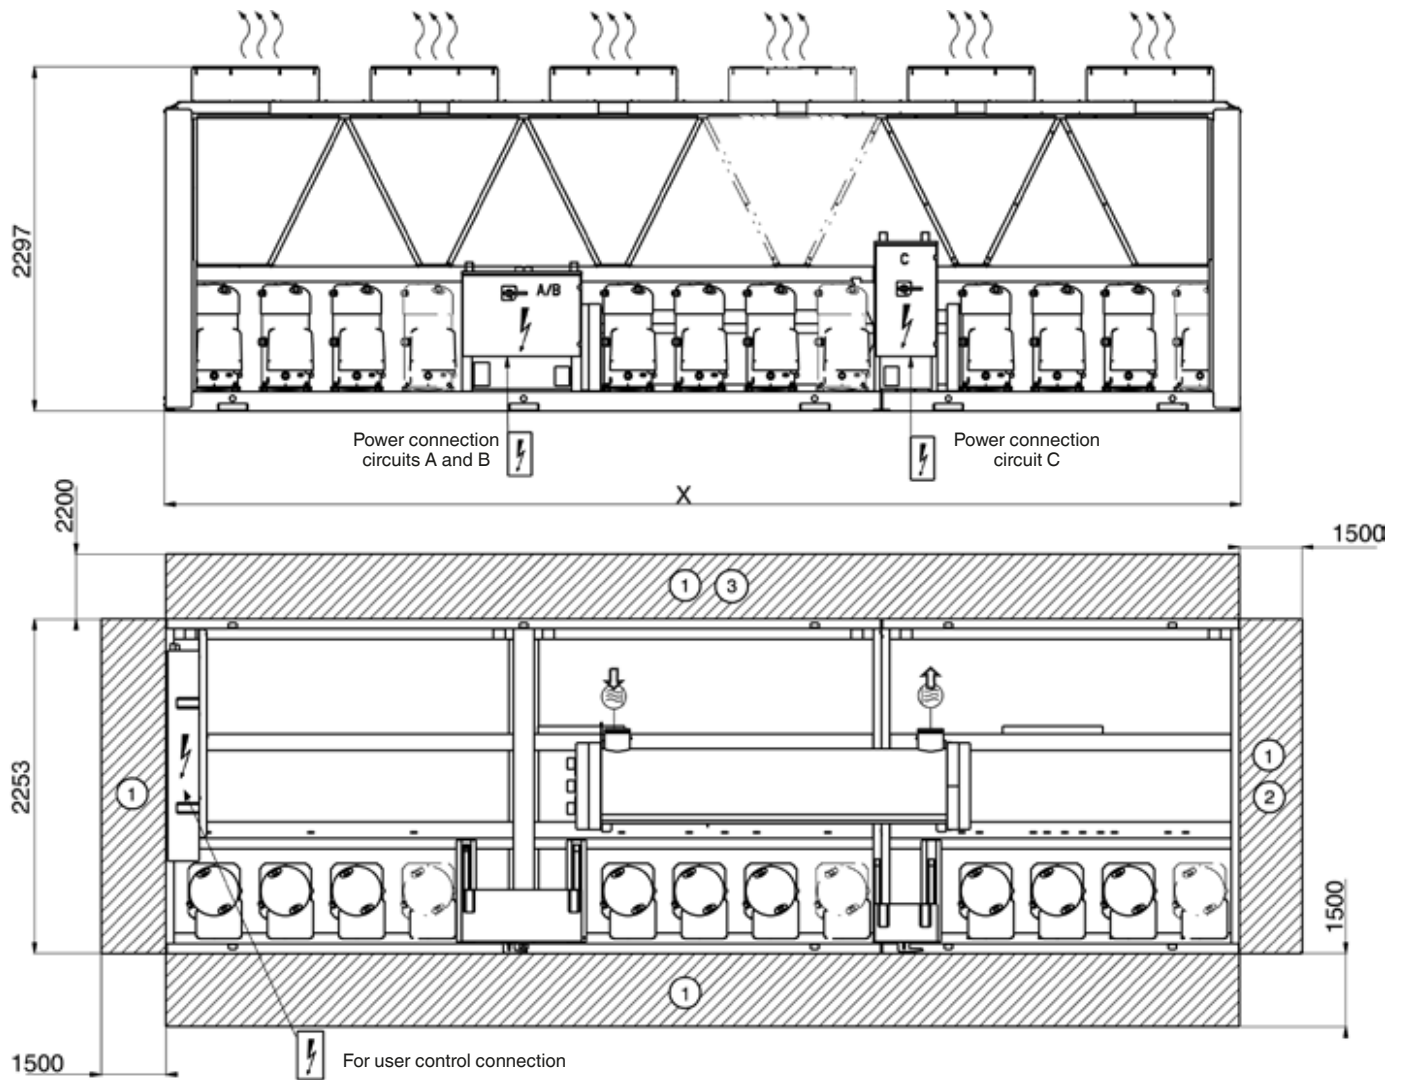 2297
A/B
C
Power connection
circuits A and B
Power connection
circuit C
X
2200
1500
1 3
2253
1
1
2
1500
1
1500
For user control connection